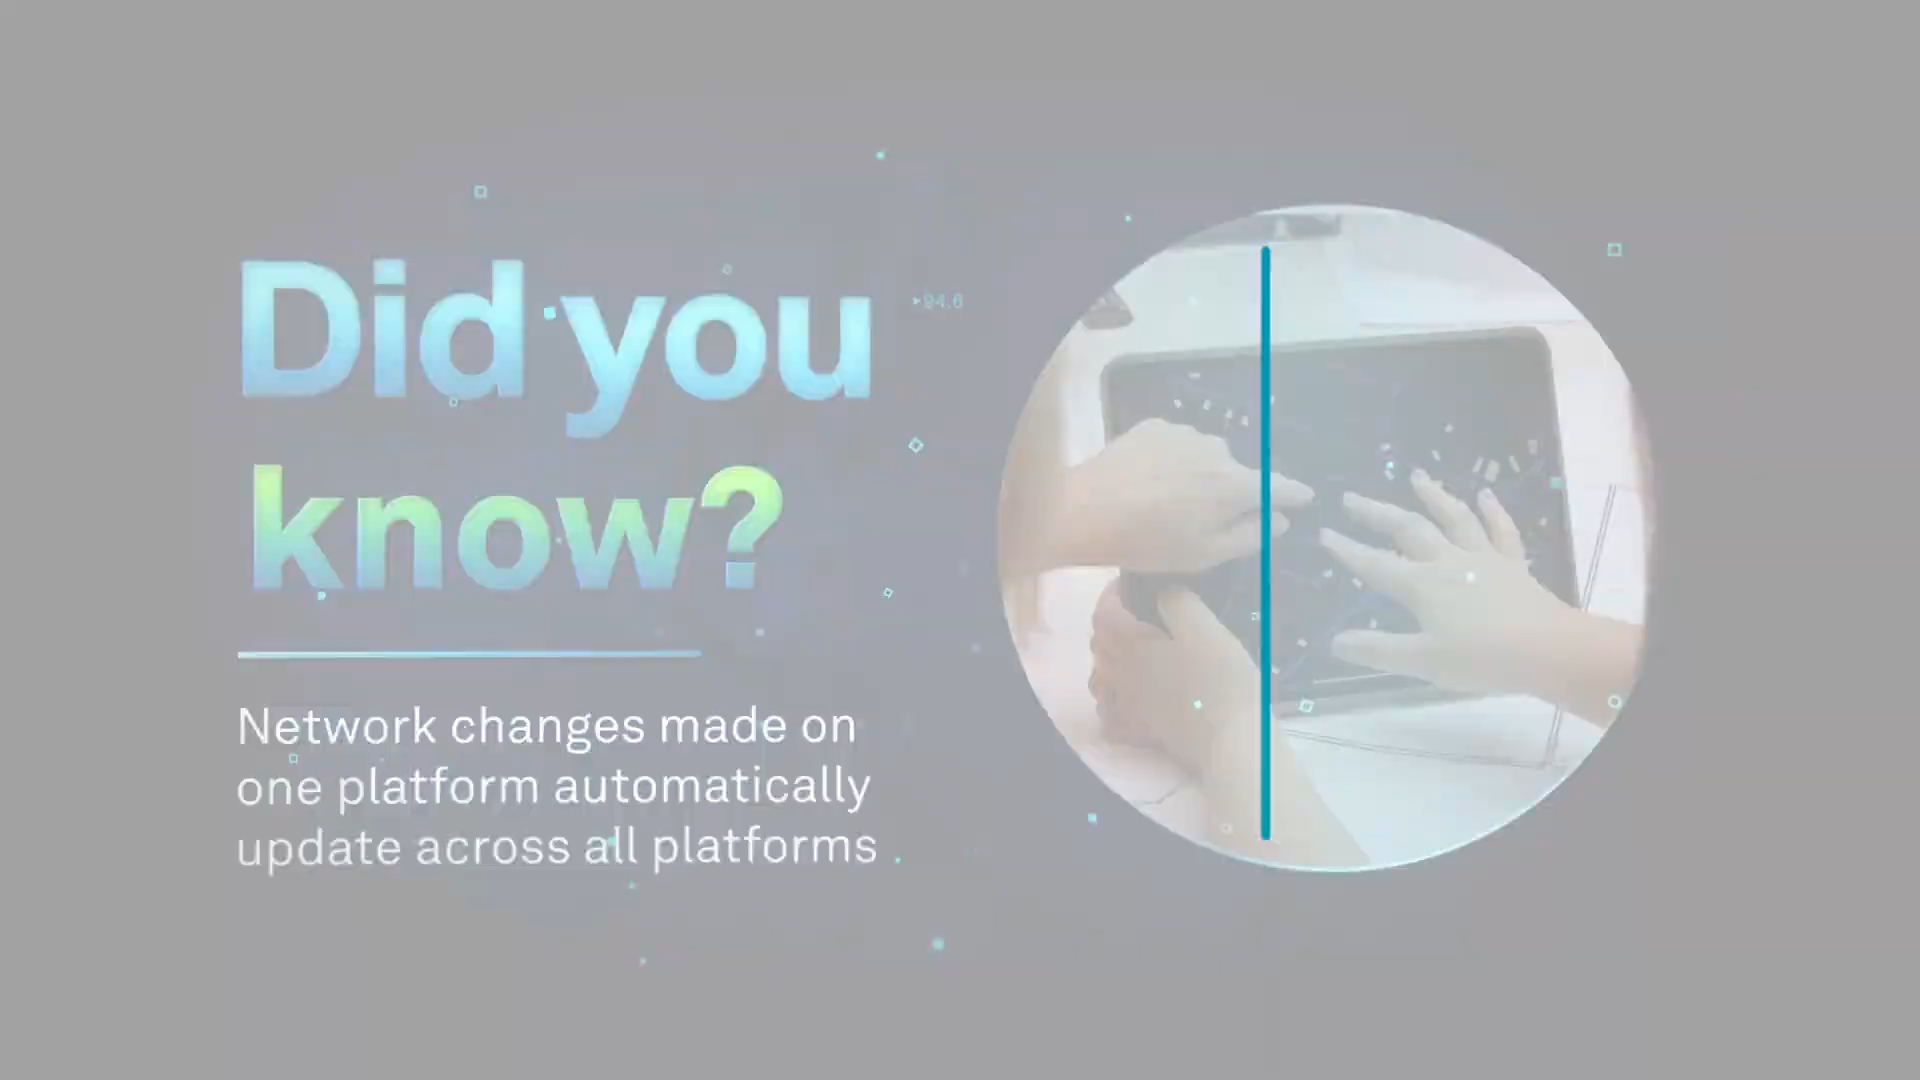 Did you
know?
Network changes made on
one platform automatically
update across all platforms